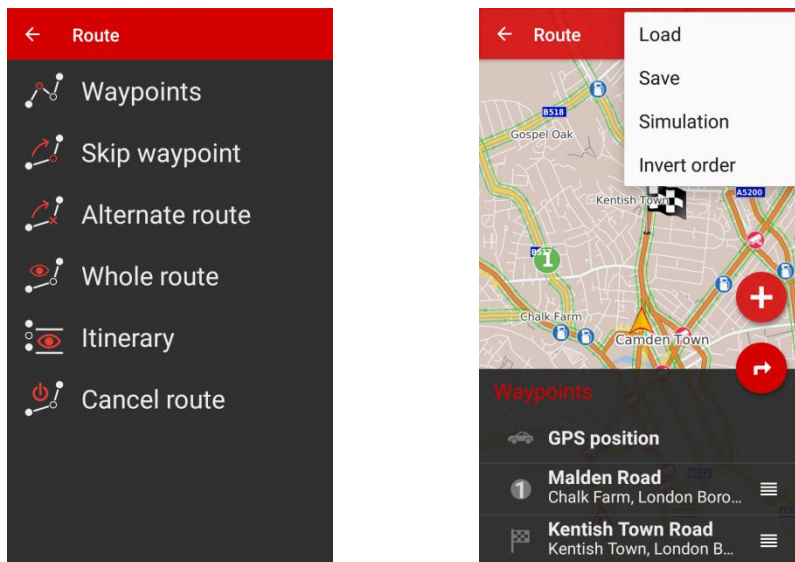 Route
Waypoints
Skip waypoint
Alternate route
Whole route
Itinerary
Cancel route
Route
Load
Save
Simulation
Invert order
B518
Gospel Oak
Kentish Town
A5200
B517
1
Chalk Farm
Camden Town
Waypoints
GPS position
1
Malden Road
Chalk Farm, London Boro...
Kentish Town Road
Kentish Town, London B...